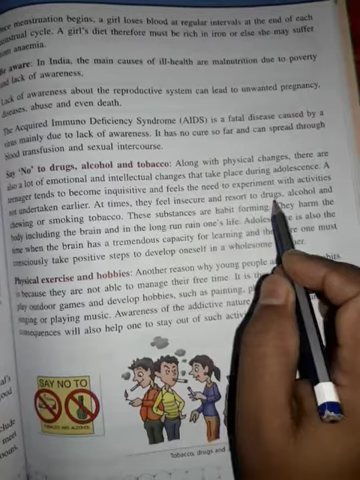 nce menstruation begins, a girl loses blood at regular intervals at the end of each
menstrual cycle. A girl's diet therefore must be rich in iron or else she may suffer
from anaemia.
Be aware: In India, the main causes of ill-health are malnutrition due to poverty
and lack of awareness.
Lack of awareness about the reproductive system can lead to unwanted pregnancy,
diseases, abuse and even death.
The Acquired Immuno Deficiency Syndrome (AIDS) is a fatal disease caused by a
virus mainly due to lack of awareness. It has no cure so far and can spread through
blood transfusion and sexual intercourse.
Say 'No' to drugs, alcohol and tobacco: Along with physical changes, there are
also a lot of emotional and intellectual changes that take place during adolescence. A
teenager tends to become inquisitive and feels the need to experiment with activities
not undertaken earlier. At times, they feel insecure and resort to drugs, alcohol and
chewing or smoking tobacco. These substances are habit forming. They harm the
body including the brain and in the long run ruin one's life. Adolescence is also the
time when the brain has a tremendous capacity for learning and one must
consciously take positive steps to develop oneself in a wholesome
Physical exercise and hobbies: Another reason why young people
is because they are not able to manage their free time. It is
play outdoor games and develop hobbies, such as painting,
singing or playing music. Awareness of the addictive nature
consequences will also help one to stay out of such
SAY NO TO
TOBACCO AND ALCOHOL
Tobacco, drugs and